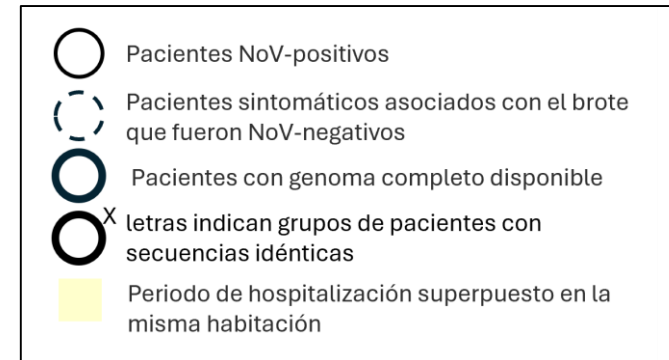 Pacientes NoV-positivos
Pacientes sintomáticos asociados con el brote
que fueron NoV-negativos
Pacientes con genoma completo disponible
X
letras indican grupos de pacientes con
secuencias idénticas
Periodo de hospitalización superpuesto en la
misma habitación